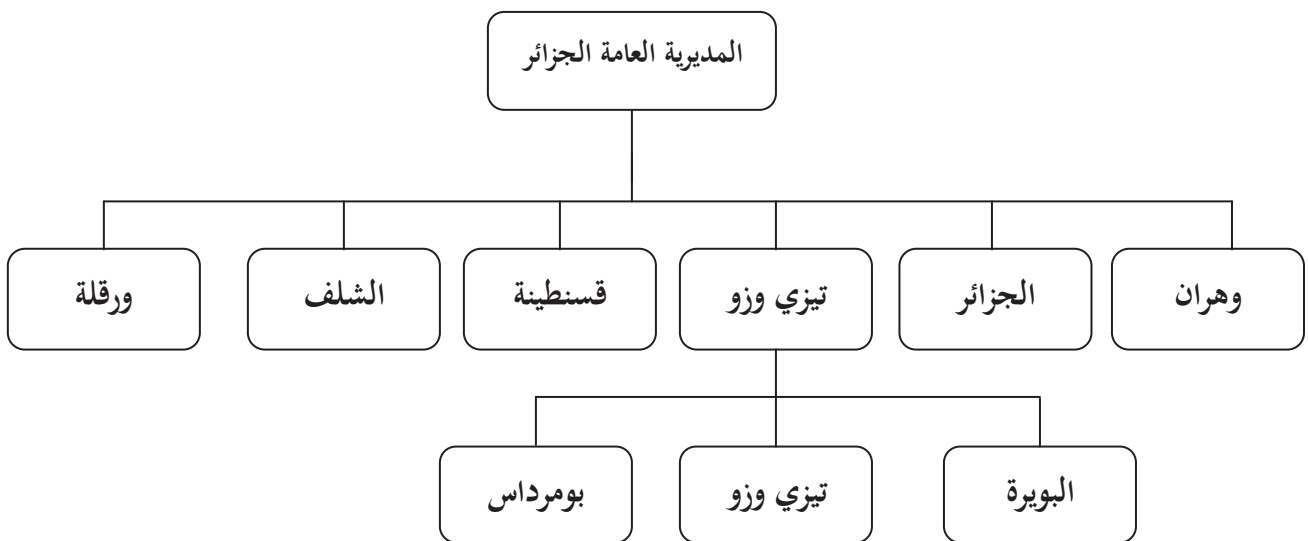 المديرية العامة الجزائر
وهران
الجزائر
تيزي وزو
قسنطينة
الشلف
ورقلة
البويرة
تيزي وزو
بومرداس